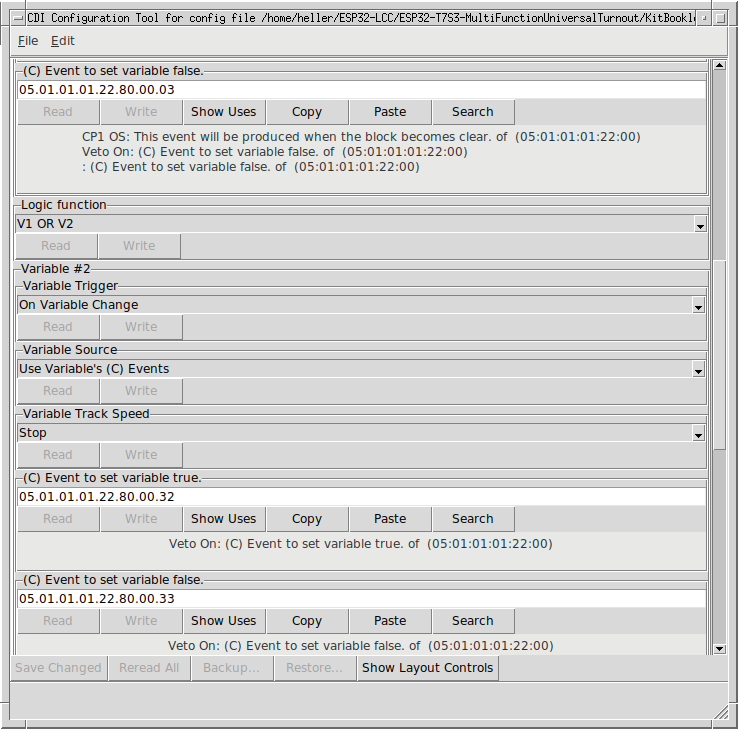 CDI Configuration Tool for config file /home/heller/ESP32-LCC/ESP32-T7S3-MultiFunctionUniversalTurnout/KitBookle
File Edit
(C) Event to set variable false.
05.01.01.01.22.80.00.03
Read Write Show Uses Copy Paste Search
CP1 OS: This event will be produced when the block becomes clear. of (05:01:01:01:22:00)
Veto On: (C) Event to set variable false. of (05:01:01:01:22:00)
: (C) Event to set variable false. of (05:01:01:01:22:00)
Logic function
V1 OR V2
Read Write
Variable #2
Variable Trigger
On Variable Change
Read Write
Variable Source
Use Variable's (C) Events
Read Write
Variable Track Speed
Stop
Read Write
(C) Event to set variable true.
05.01.01.01.22.80.00.32
Read Write Show Uses Copy Paste Search
Veto On: (C) Event to set variable true. of (05:01:01:01:22:00)
(C) Event to set variable false.
05.01.01.01.22.80.00.33
Read Write Show Uses Copy Paste Search
Veto On: (C) Event to set variable false. of (05:01:01:01:22:00)
Save Changed Reread All Backup... Restore... Show Layout Controls